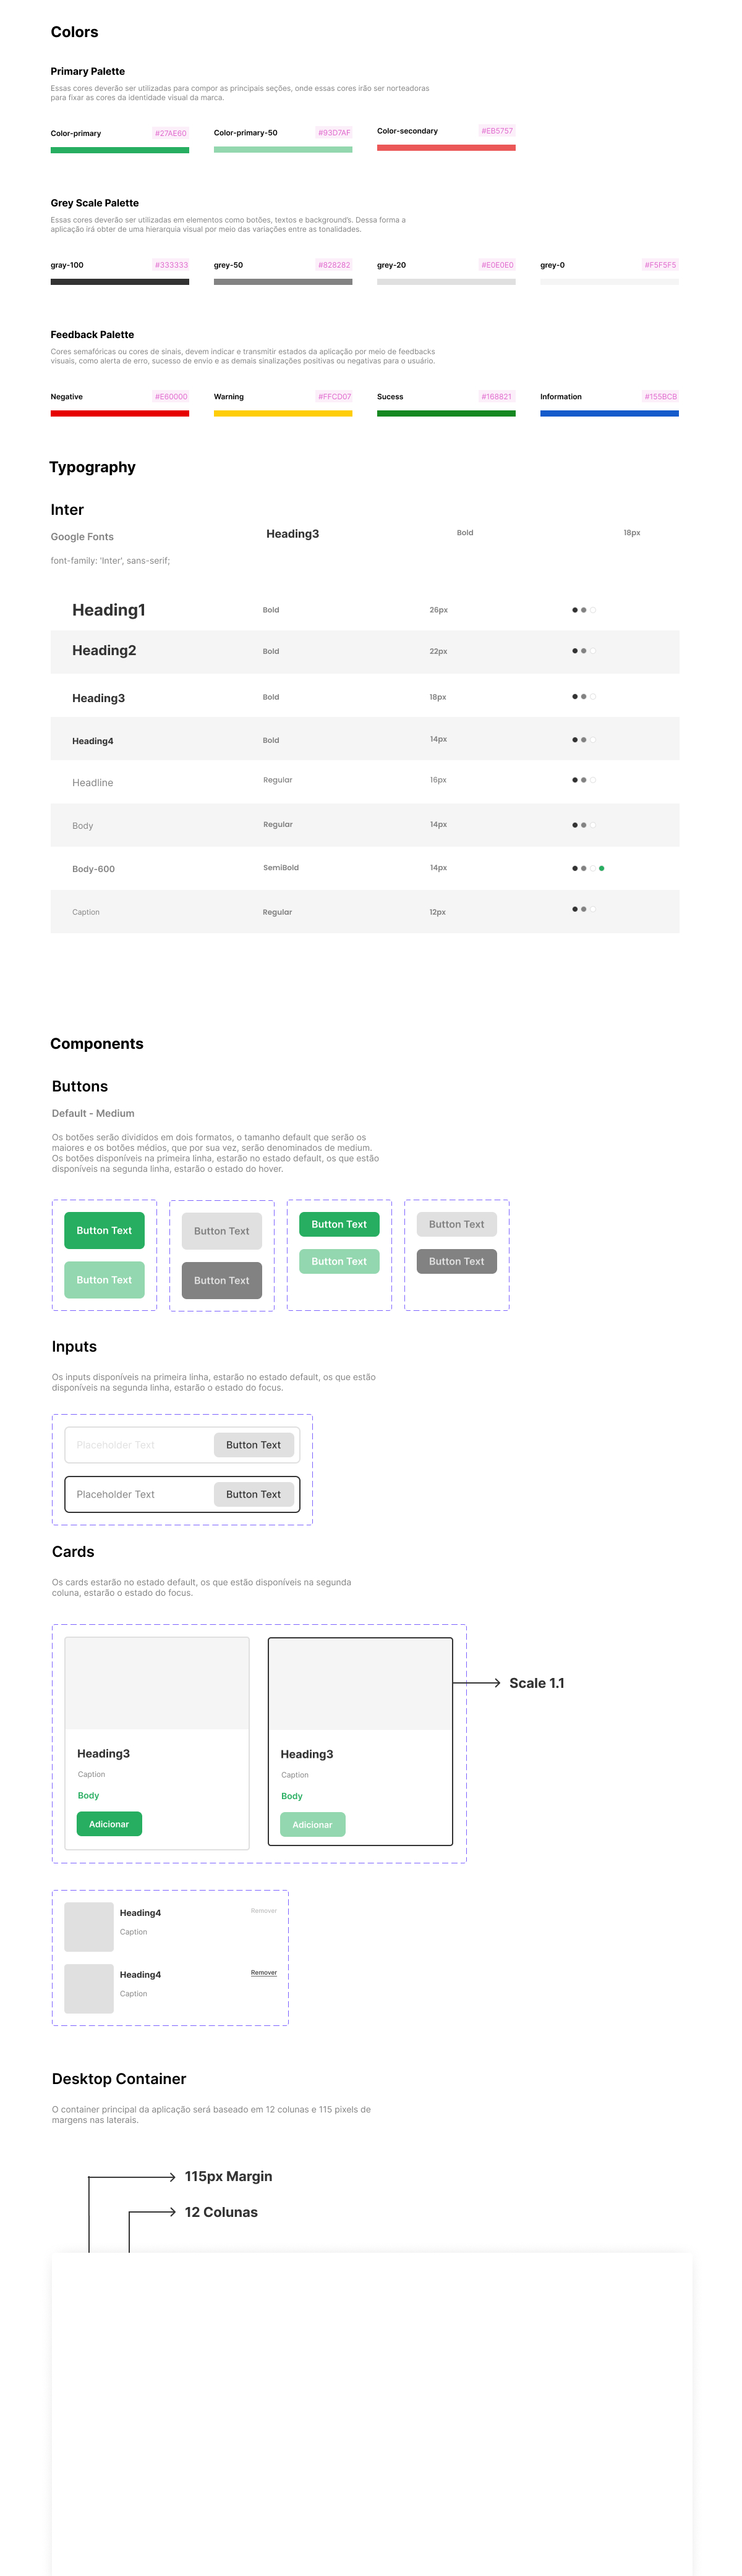 Colors
Primary Palette
Essas cores deverão ser utilizadas para compor as principais seções, onde essas cores irão ser norteadoras
para fixar as cores da identidade visual da marca.
Color-primary #27AE60 Color-primary-50 #93D7AF Color-secondary #EB5757
Grey Scale Palette
Essas cores deverão ser utilizadas em elementos como botões, textos e background's. Dessa forma a
aplicação irá obter de uma hierarquia visual por meio das variações entre as tonalidades.
gray-100 #333333 grey-50 #828282 grey-20 #E0E0E0 grey-0 #F5F5F5
Feedback Palette
Cores semafóricas ou cores de sinais, devem indicar e transmitir estados da aplicação por meio de feedbacks
visuais, como alerta de erro, sucesso de envio e as demais sinalizações positivas ou negativas para o usuário.
Negative #E60000 Warning #FFCD07 Sucess #168821 Information #155BCB
Typography
Inter
Google Fonts
Heading3 Bold 18px
font-family: 'Inter', sans-serif;
Heading1 Bold 26px
Heading2 Bold 22px
Heading3 Bold 18px
Heading4 Bold 14px
Headline Regular 16px
Body Regular 14px
Body-600 SemiBold 14px
Caption Regular 12px
Components
Buttons
Default - Medium
Os botões serão divididos em dois formatos, o tamanho default que serão os
maiores e os botões médios, que por sua vez, serão denominados de medium.
Os botões disponíveis na primeira linha, estarão no estado default, os que estão
disponíveis na segunda linha, estarão o estado do hover.
Button Text Button Text Button Text Button Text
Button Text Button Text Button Text Button Text
Inputs
Os inputs disponíveis na primeira linha, estarão no estado default, os que estão
disponíveis na segunda linha, estarão o estado do focus.
Placeholder Text Button Text
Placeholder Text Button Text
Cards
Os cards estarão no estado default, os que estão disponíveis na segunda
coluna, estarão o estado do focus.
Scale 1.1
Heading3 Heading3
Caption Caption
Body Body
Adicionar Adicionar
Heading4 Remover
Caption
Heading4 Remover
Caption
Desktop Container
O container principal da aplicação será baseado em 12 colunas e 115 pixels de
margens nas laterais.
115px Margin
12 Colunas